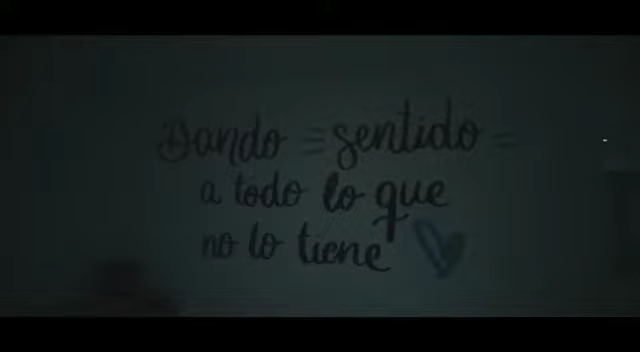 Dando = sentido =
a todo lo que
no lo tiene